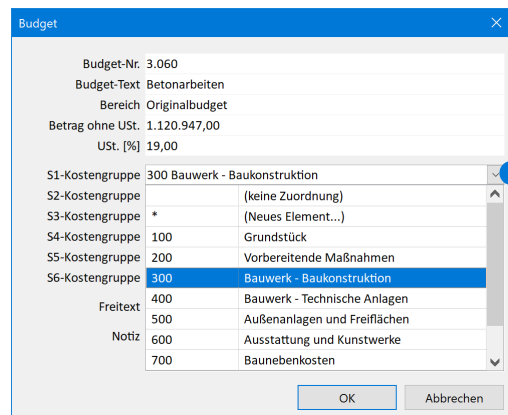 Budget
Budget-Nr. 3.060
Budget-Text Betonarbeiten
Bereich Originalbudget
Betrag ohne USt. 1.120.947,00
USt. [%] 19,00
S1-Kostengruppe 300 Bauwerk - Baukonstruktion
S2-Kostengruppe (keine Zuordnung)
S3-Kostengruppe * (Neues Element...)
S4-Kostengruppe 100 Grundstück
S5-Kostengruppe 200 Vorbereitende Maßnahmen
S6-Kostengruppe 300 Bauwerk - Baukonstruktion
400 Bauwerk - Technische Anlagen
Freitext
500 Außenanlagen und Freiflächen
Notiz 600 Ausstattung und Kunstwerke
700 Baunebenkosten
OK Abbrechen